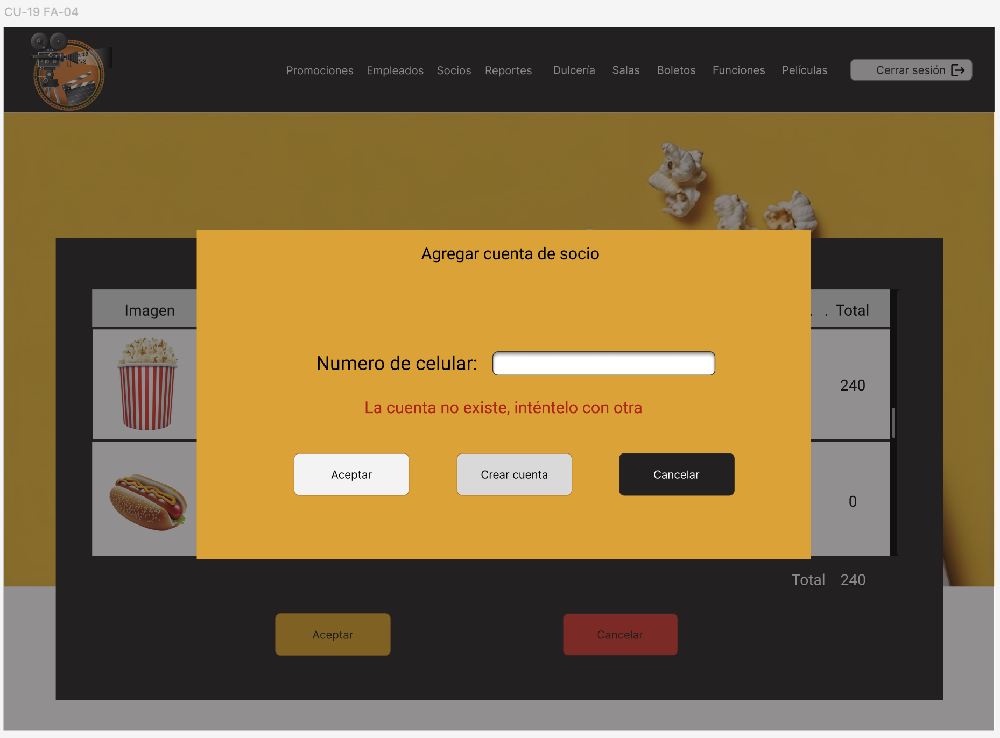 CU-19 FA-04
CINE
VER
Promociones Empleados Socios Reportes Dulcería Salas Boletos Funciones Películas Cerrar sesión
Agregar cuenta de socio
Imagen . . Total
Numero de celular:
240
La cuenta no existe, inténtelo con otra
Aceptar Crear cuenta Cancelar
0
Total 240
Aceptar Cancelar